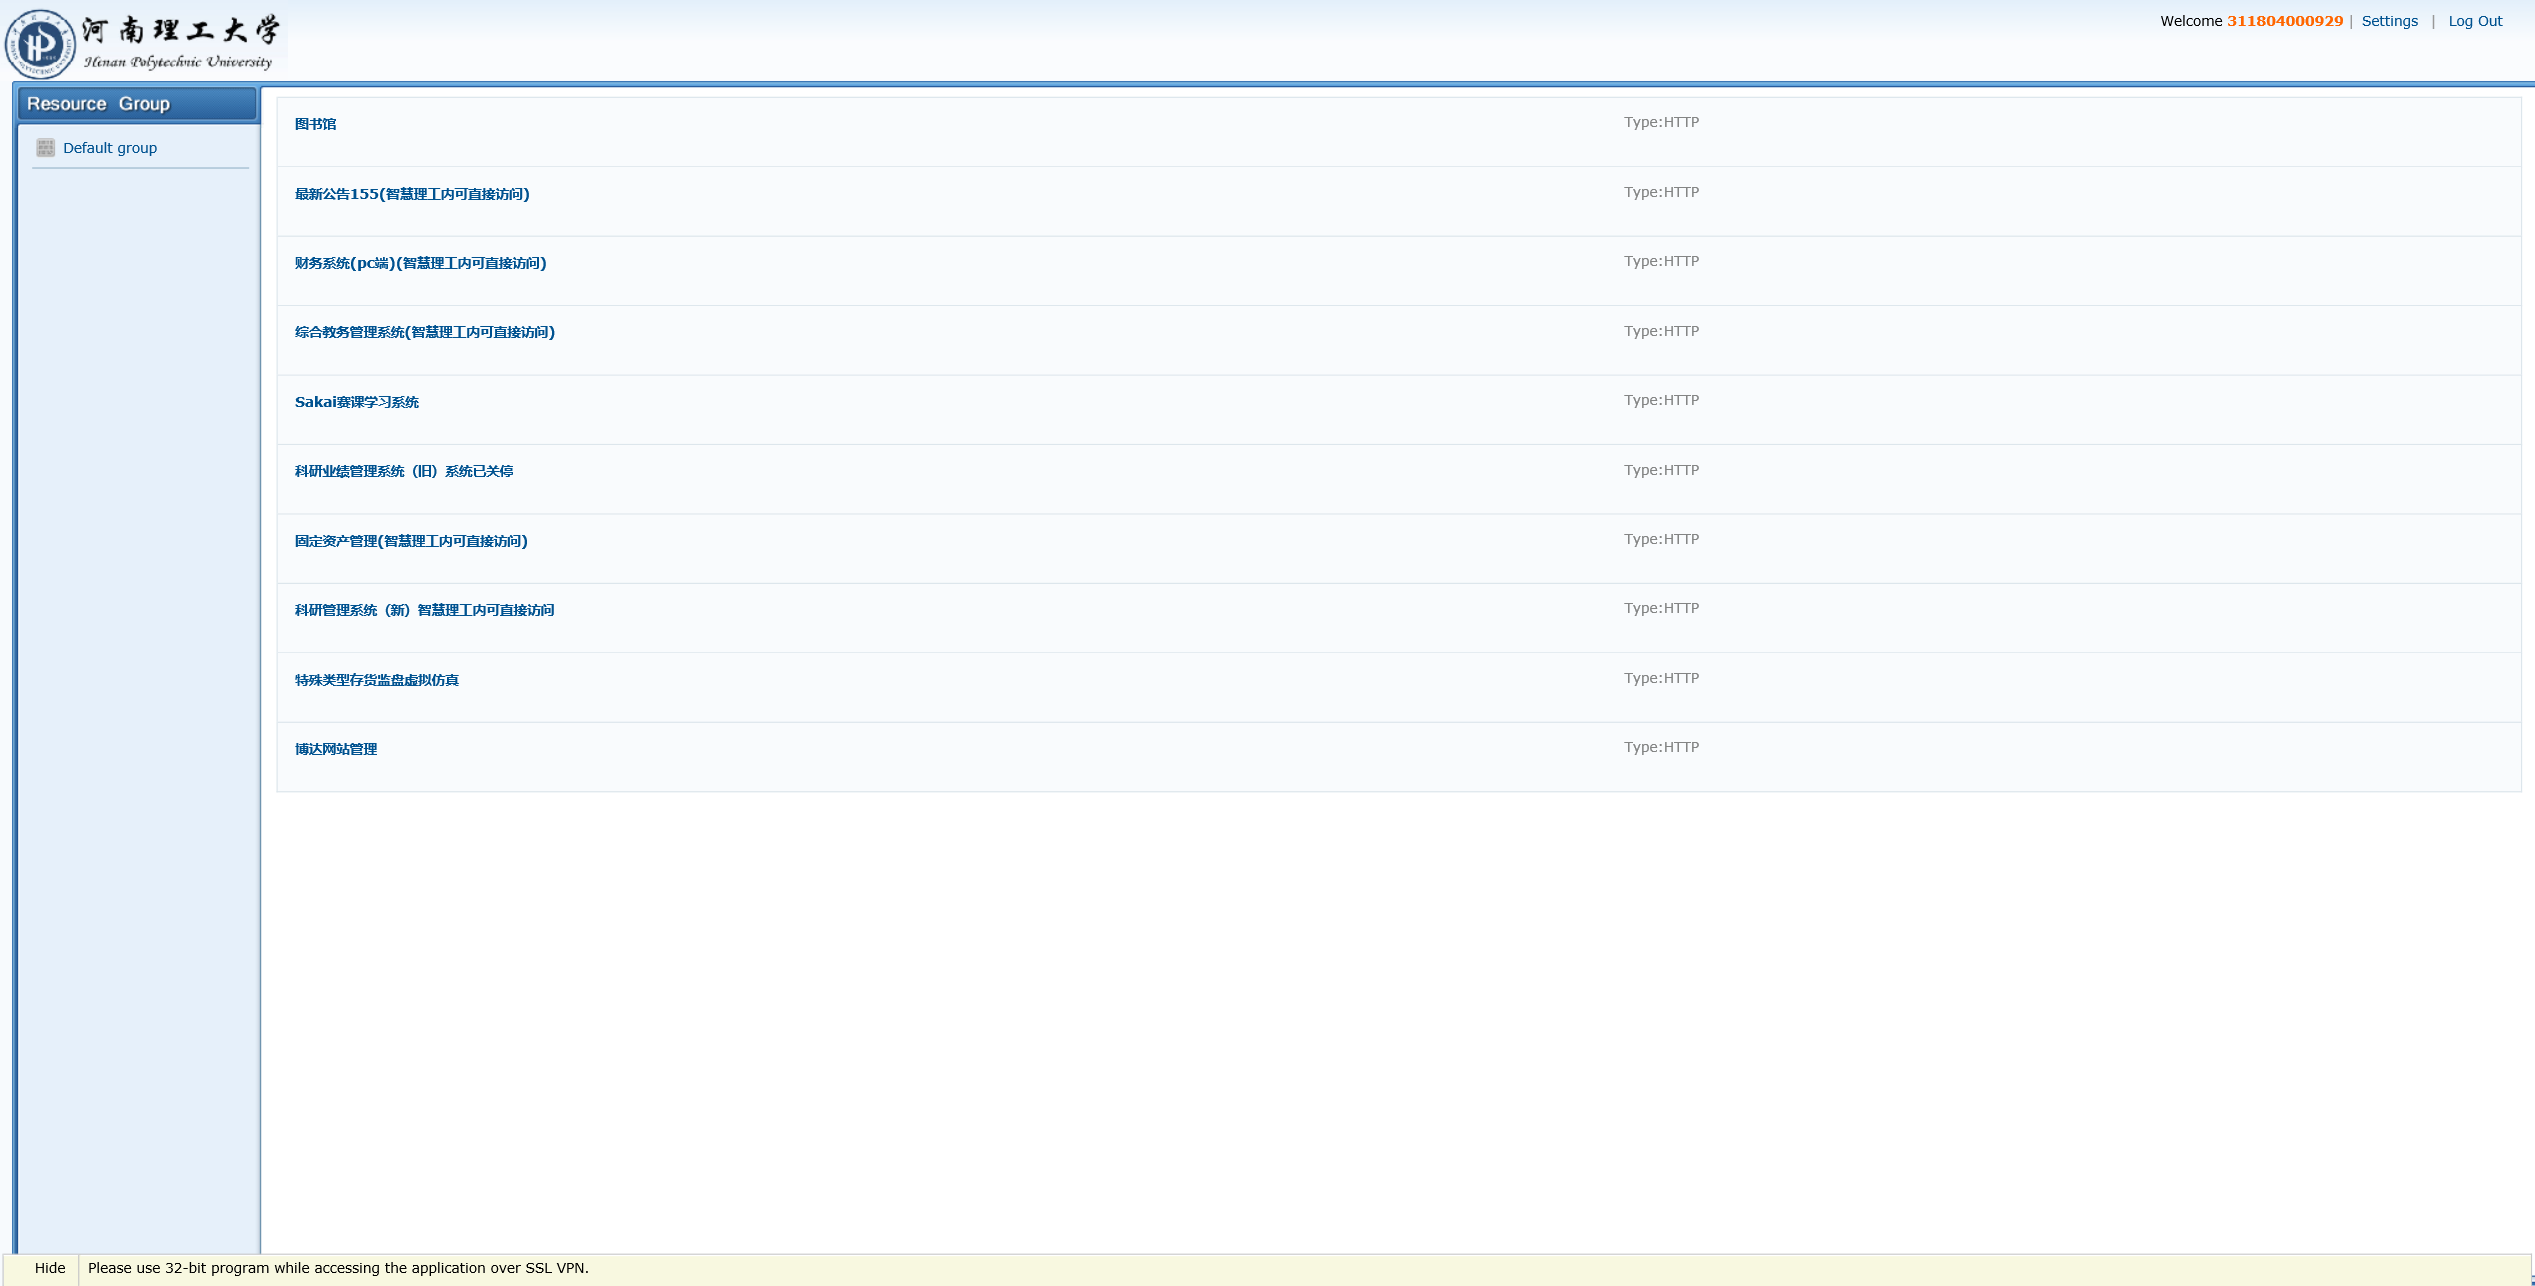 河南理工大学
Henan Polytechnic University
Welcome 311804000929 | Settings | Log Out
Resource Group
Default group
图书馆 Type:HTTP
最新公告155(智慧理工内可直接访问) Type:HTTP
财务系统(pc端)(智慧理工内可直接访问) Type:HTTP
综合教务管理系统(智慧理工内可直接访问) Type:HTTP
Sakai赛课学习系统 Type:HTTP
科研业绩管理系统（旧）系统已关停 Type:HTTP
固定资产管理(智慧理工内可直接访问) Type:HTTP
科研管理系统（新）智慧理工内可直接访问 Type:HTTP
特殊类型存货监盘虚拟仿真 Type:HTTP
博达网站管理 Type:HTTP
Hide Please use 32-bit program while accessing the application over SSL VPN.